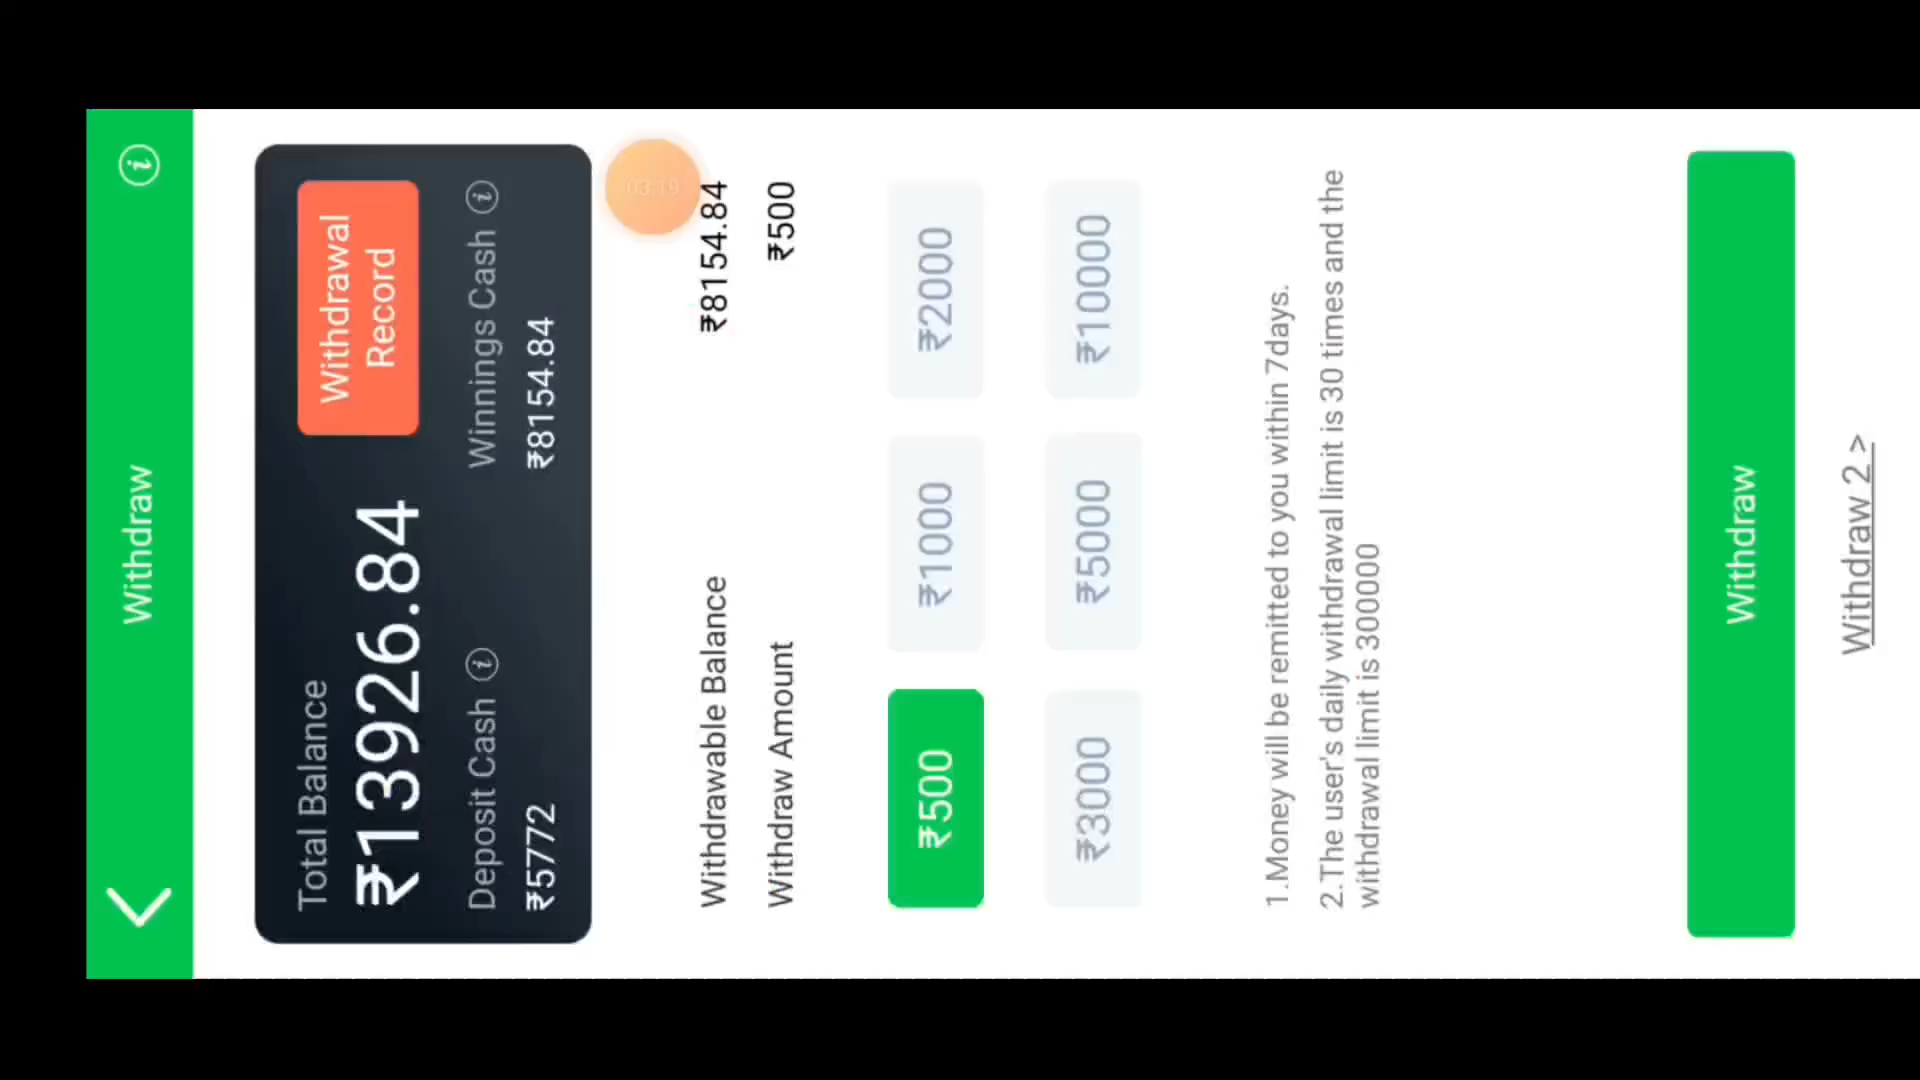 Withdraw
Total Balance
₹13926.84
Withdrawal
Record
Deposit Cash
Winnings Cash
₹5772
₹8154.84
03:19
Withdrawable Balance
₹8154.84
Withdraw Amount
₹500
₹500
₹1000
₹2000
₹3000
₹5000
₹10000
1.Money will be remitted to you within 7days.
2.The user's daily withdrawal limit is 30 times and the
withdrawal limit is 300000
Withdraw
Withdraw 2 >